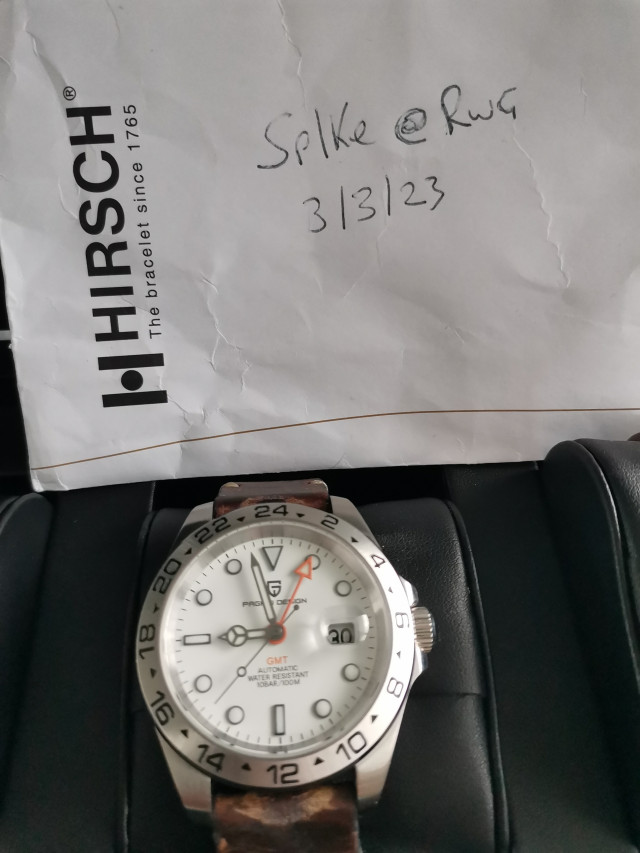 HIRSCH®
The bracelet since 1765
SpIKe @ RWG
3/3/23
24
2
4
6
8
10
12
14
16
18
20
22
PAGANI DESIGN
30
GMT
AUTOMATIC
WATER RESISTANT
10BAR/100M